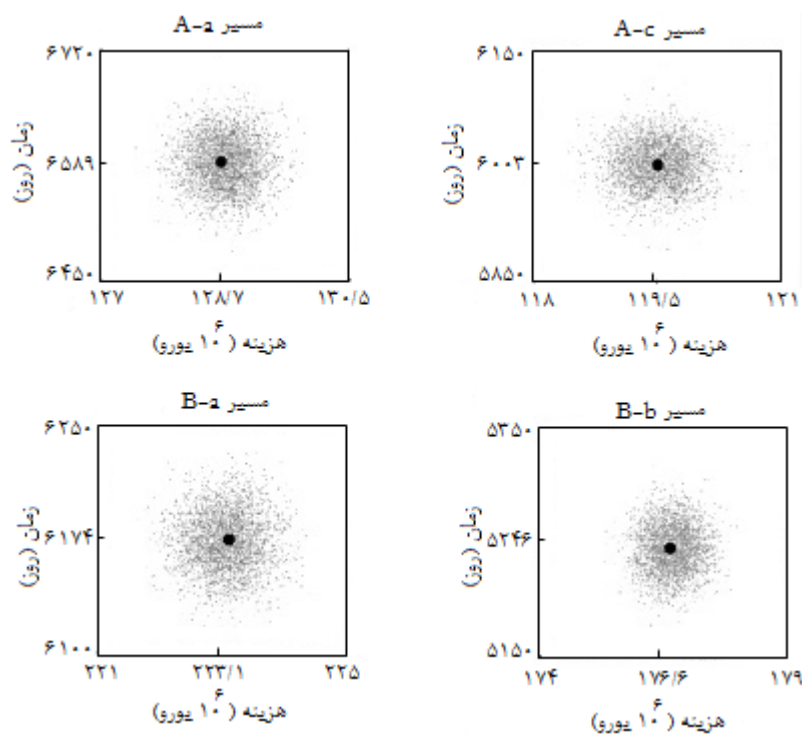 مسیر A-a
۶۷۲۰
۶۵۸۹
۶۴۵۰
زمان (روز)
۱۲۷ ۱۲۸/۷ ۱۳۰/۵
هزینه (۱۰^۶ یورو)
مسیر A-c
۶۱۵۰
۶۰۰۳
۵۸۵۰
زمان (روز)
۱۱۸ ۱۱۹/۵ ۱۲۱
هزینه (۱۰^۶ یورو)
مسیر B-a
۶۲۵۰
۶۱۷۴
۶۱۰۰
زمان (روز)
۲۲۱ ۲۲۳/۱ ۲۲۵
هزینه (۱۰^۶ یورو)
مسیر B-b
۵۳۵۰
۵۲۴۶
۵۱۵۰
زمان (روز)
۱۷۴ ۱۷۶/۶ ۱۷۹
هزینه (۱۰^۶ یورو)